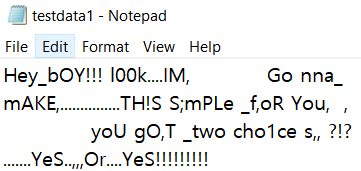 testdata1 - Notepad
File Edit Format View Help
Hey_bOY!!! l00k....IM, Go nna_
mAKE,...............TH!S S;mPLe _f,oR You, ,
yoU gO,T _two cho1ce s,, ?!?
.......YeS..,,,Or....YeS!!!!!!!!!